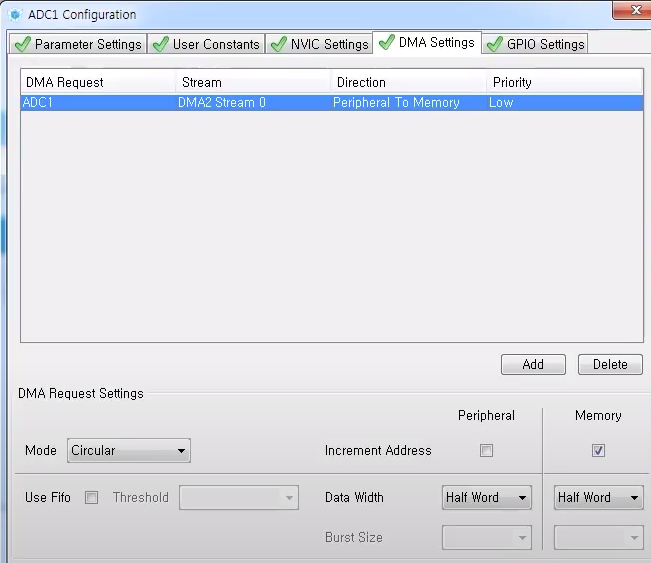 ADC1 Configuration
Parameter Settings User Constants NVIC Settings DMA Settings GPIO Settings
DMA Request Stream Direction Priority
ADC1 DMA2 Stream 0 Peripheral To Memory Low
Add Delete
DMA Request Settings
Peripheral Memory
Mode Circular Increment Address
Use Fifo Threshold Data Width Half Word Half Word
Burst Size